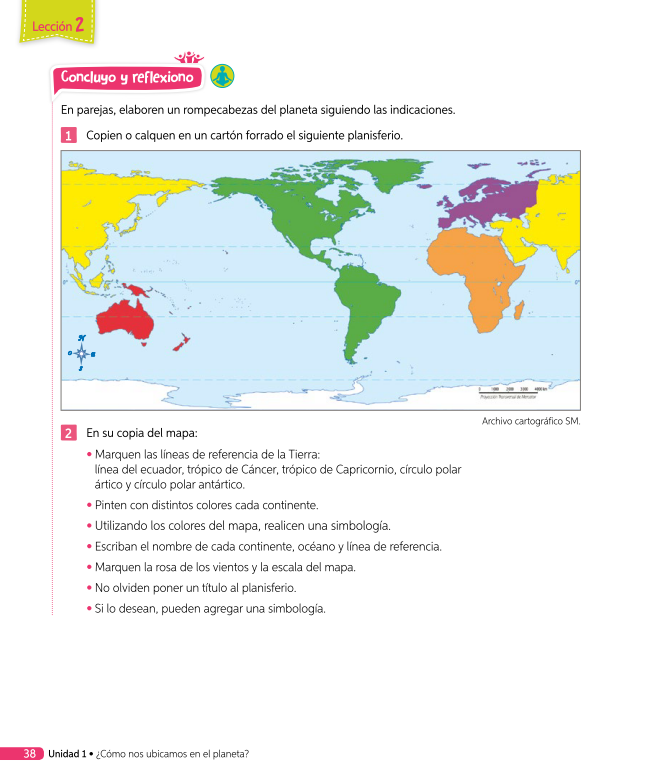 Lección 2
Concluyo y reflexiono
En parejas, elaboren un rompecabezas del planeta siguiendo las indicaciones.
1 Copien o calquen en un cartón forrado el siguiente planisferio.
0°
0°
N
O
E
S
0 1000 2000 3000 4000 km
Archivo cartográfico SM.
2 En su copia del mapa:
• Marquen las líneas de referencia de la Tierra:
línea del ecuador, trópico de Cáncer, trópico de Capricornio, círculo polar
ártico y círculo polar antártico.
• Pinten con distintos colores cada continente.
• Utilizando los colores del mapa, realicen una simbología.
• Escriban el nombre de cada continente, océano y línea de referencia.
• Marquen la rosa de los vientos y la escala del mapa.
• No olviden poner un título al planisferio.
• Si lo desean, pueden agregar una simbología.
38 Unidad 1 • ¿Cómo nos ubicamos en el planeta?